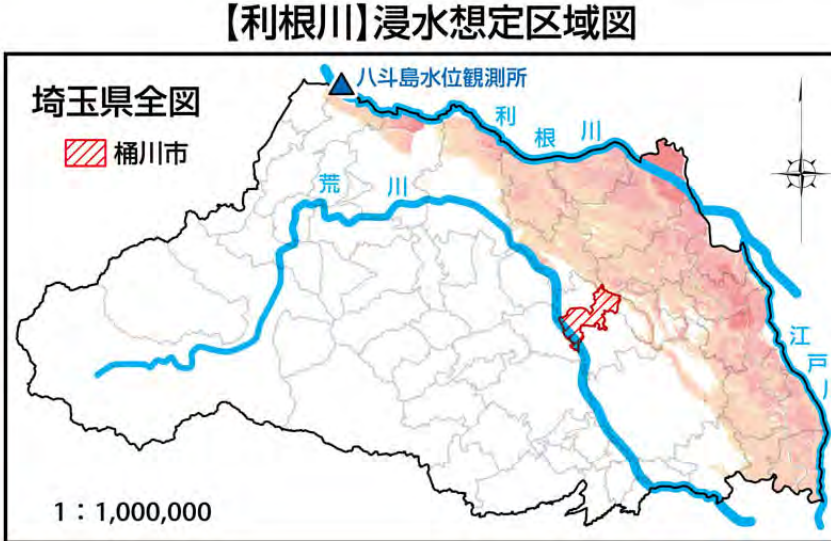 【利根川】浸水想定区域図
八斗島水位観測所
埼玉県全図
桶川市
利根川
荒川
江戸川
1：1,000,000